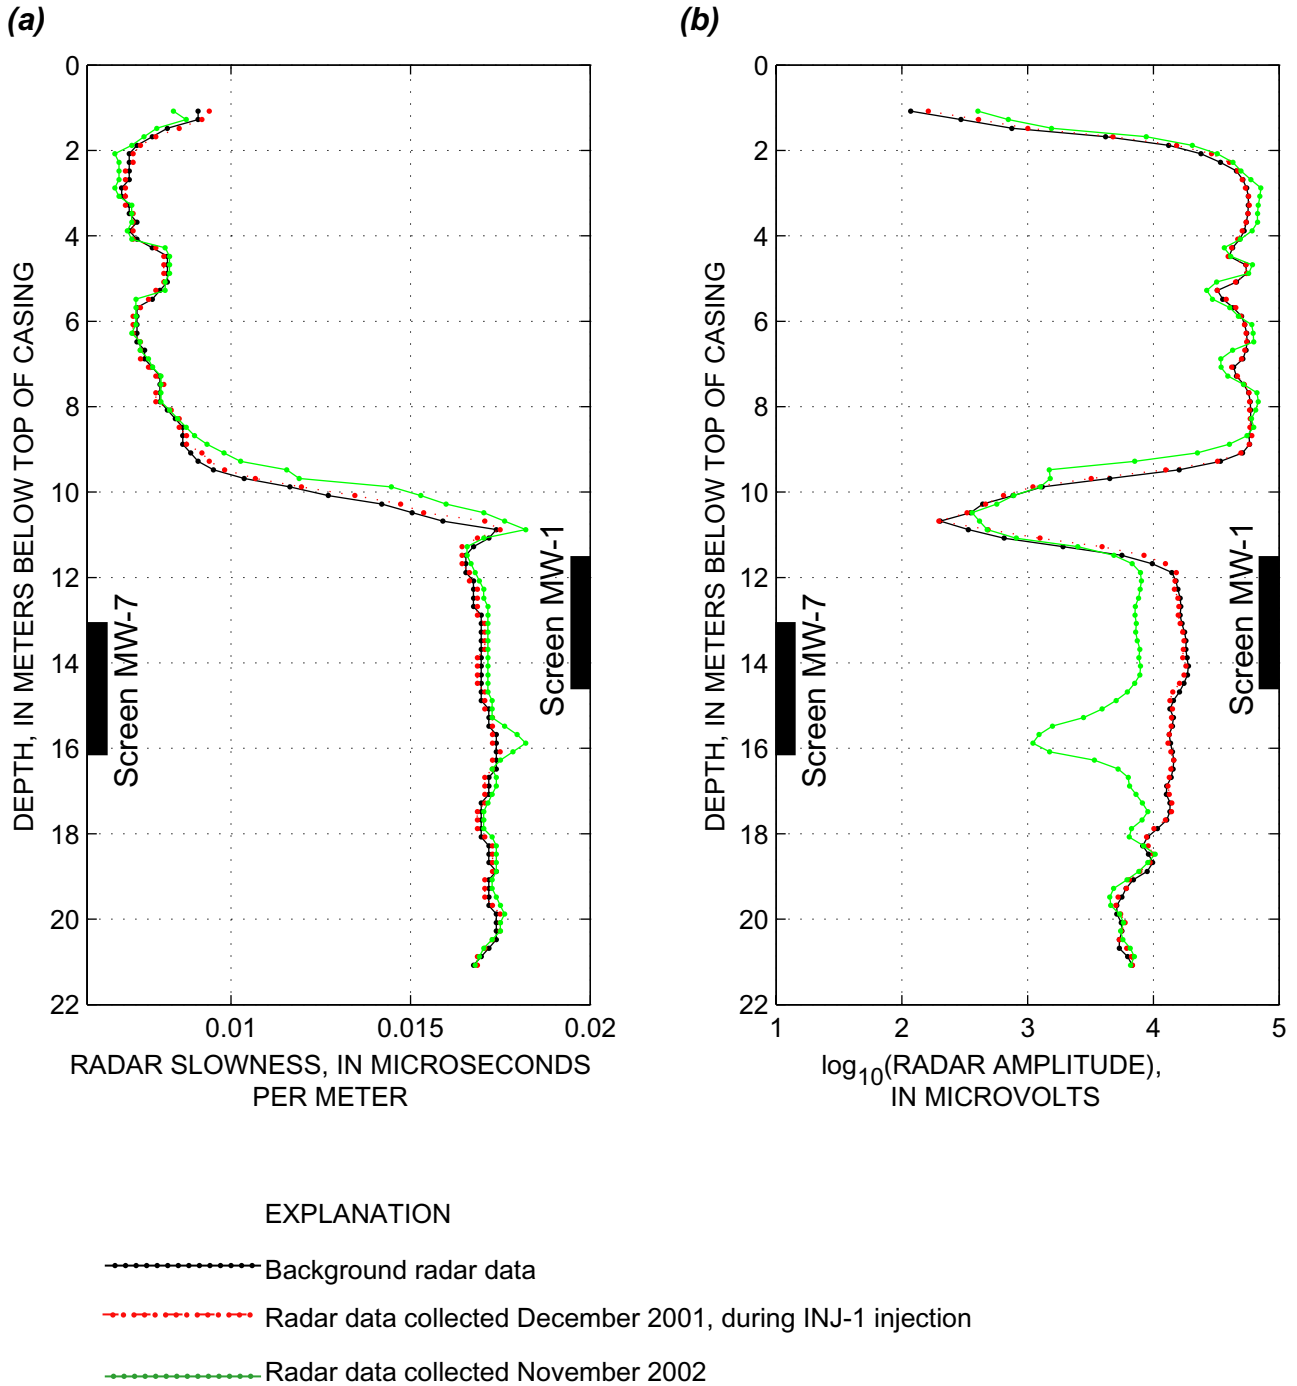 (a)
(b)
0
2
4
6
8
10
12
14
16
18
20
22
0.01
0.015
0.02
DEPTH, IN METERS BELOW TOP OF CASING
Screen MW-7
Screen MW-1
RADAR SLOWNESS, IN MICROSECONDS
PER METER
0
2
4
6
8
10
12
14
16
18
20
22
1
2
3
4
5
DEPTH, IN METERS BELOW TOP OF CASING
Screen MW-7
Screen MW-1
log10(RADAR AMPLITUDE),
IN MICROVOLTS
EXPLANATION
Background radar data
Radar data collected December 2001, during INJ-1 injection
Radar data collected November 2002